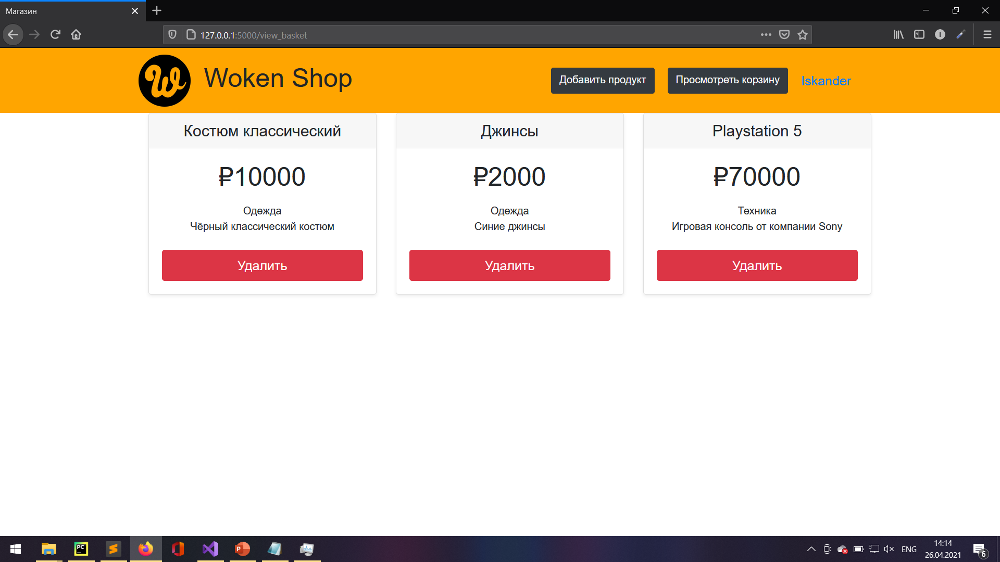 Магазин
127.0.0.1:5000/view_basket
W Woken Shop
Добавить продукт
Просмотреть корзину
Iskander
Костюм классический
₽10000
Одежда
Чёрный классический костюм
Удалить
Джинсы
₽2000
Одежда
Синие джинсы
Удалить
Playstation 5
₽70000
Техника
Игровая консоль от компании Sony
Удалить
PC
S
P
ENG
14:14
26.04.2021
6